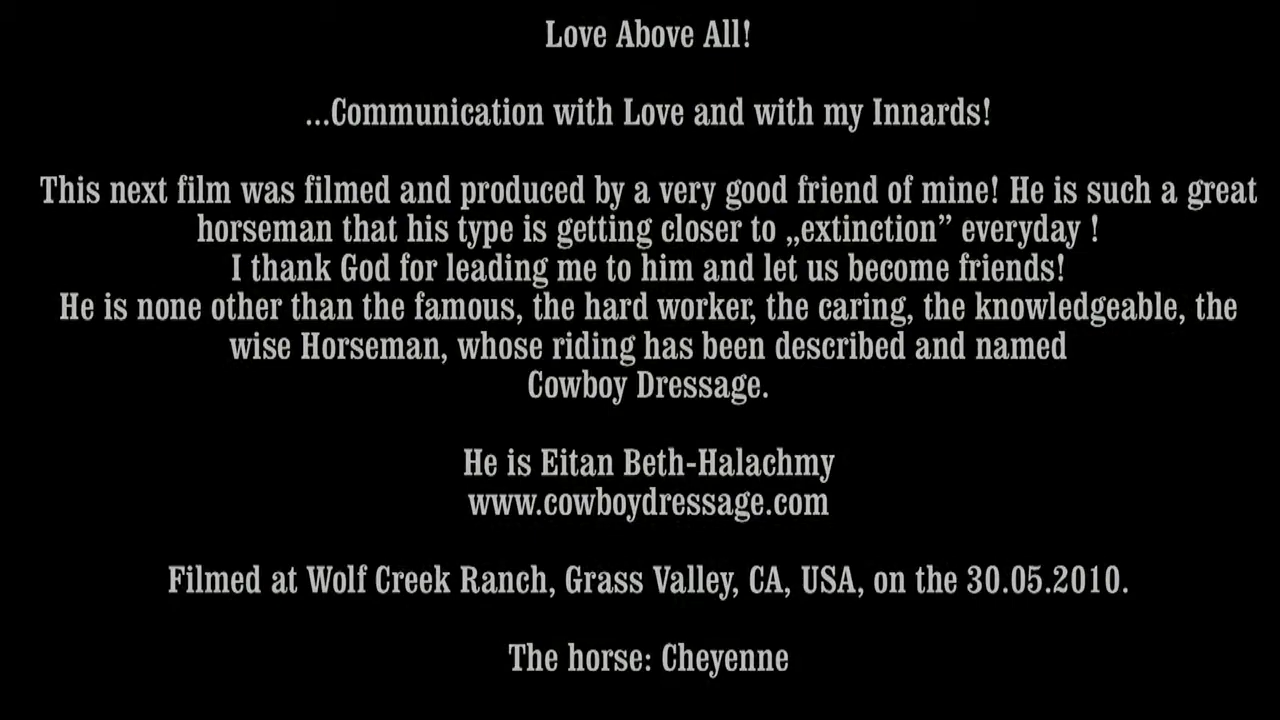 Love Above All!
...Communication with Love and with my Innards!
This next film was filmed and produced by a very good friend of mine! He is such a great
horseman that his type is getting closer to „extinction” everyday !
I thank God for leading me to him and let us become friends!
He is none other than the famous, the hard worker, the caring, the knowledgeable, the
wise Horseman, whose riding has been described and named
Cowboy Dressage.
He is Eitan Beth-Halachmy
www.cowboydressage.com
Filmed at Wolf Creek Ranch, Grass Valley, CA, USA, on the 30.05.2010.
The horse: Cheyenne